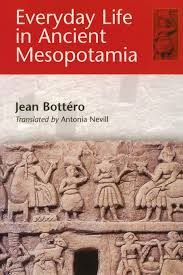 Everyday Life
in Ancient
Mesopotamia
Jean Bottéro
Translated by Antonia Nevill